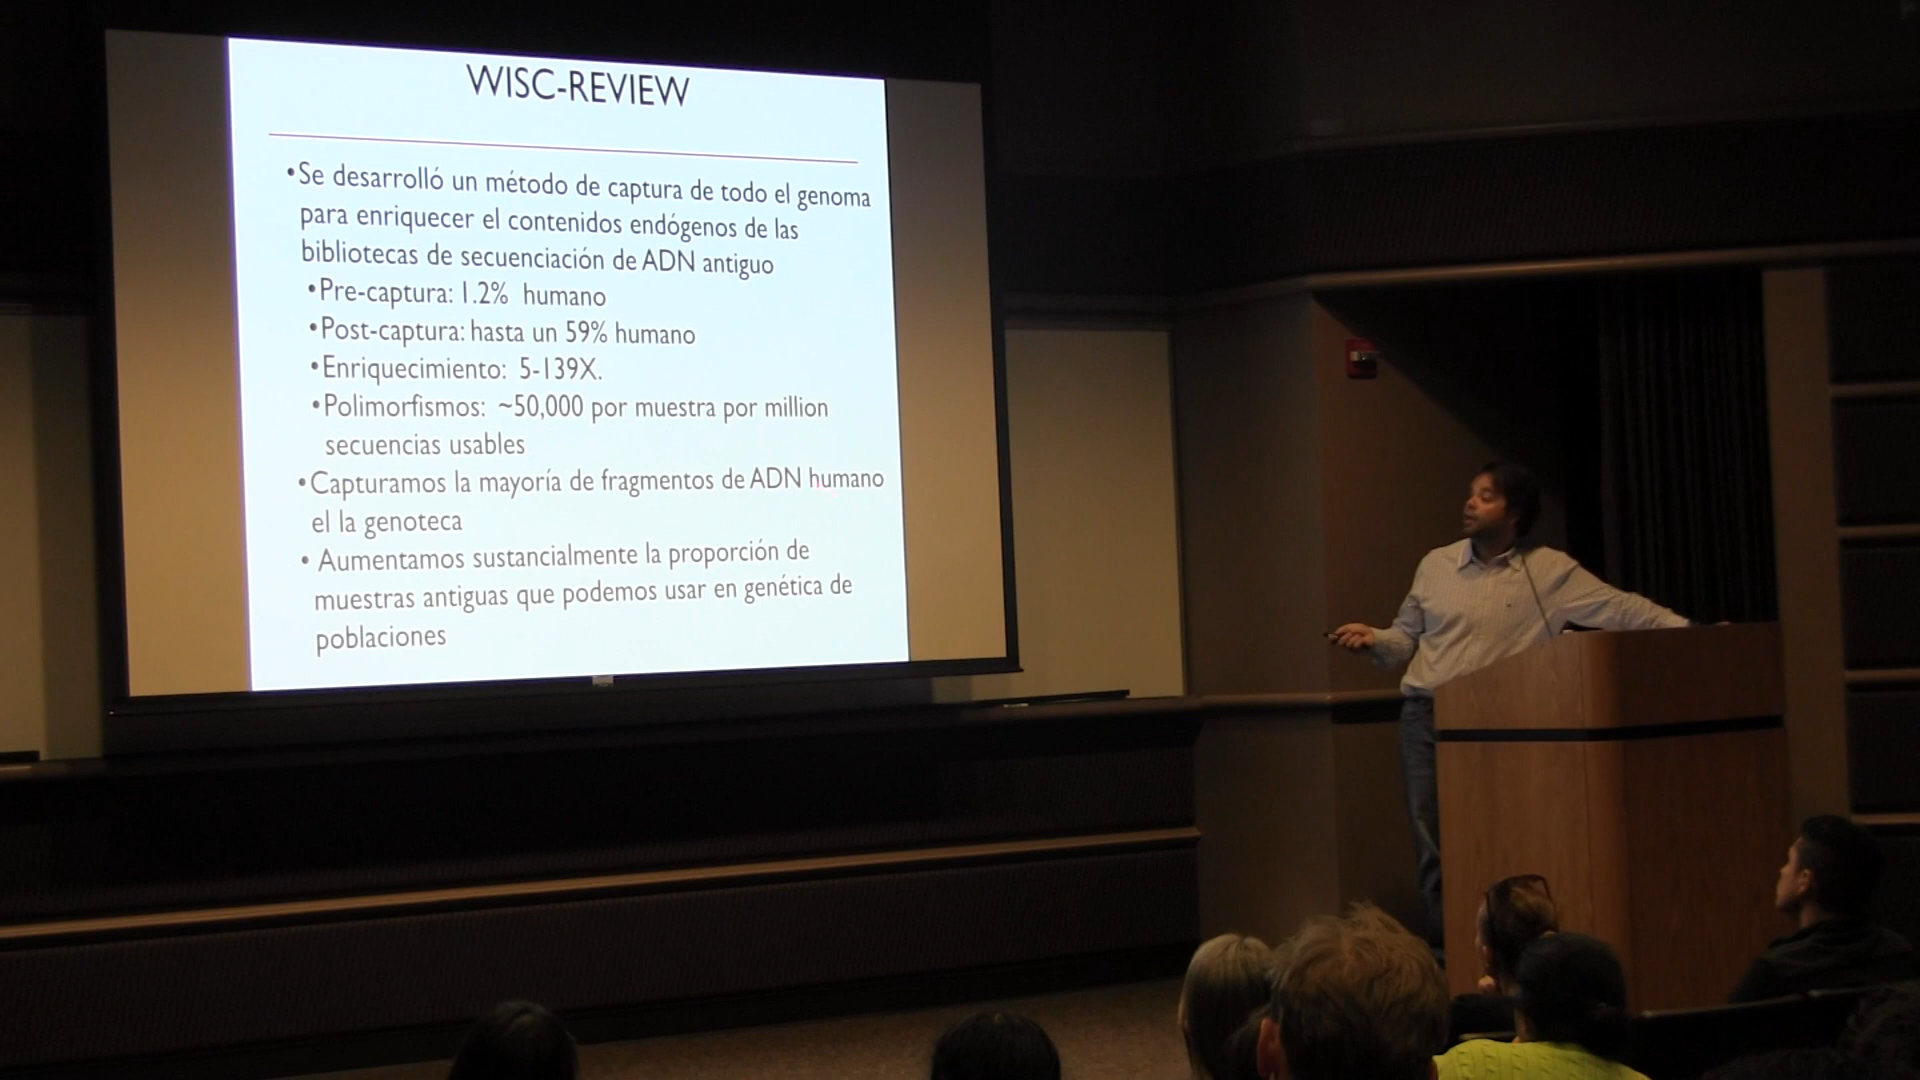 WISC-REVIEW
•Se desarrolló un método de captura de todo el genoma
para enriquecer el contenidos endógenos de las
bibliotecas de secuenciación de ADN antiguo
•Pre-captura: 1.2% humano
•Post-captura: hasta un 59% humano
•Enriquecimiento: 5-139X.
•Polimorfismos: ~50,000 por muestra por million
secuencias usables
•Capturamos la mayoría de fragmentos de ADN humano
el la genoteca
• Aumentamos sustancialmente la proporción de
muestras antiguas que podemos usar en genética de
poblaciones